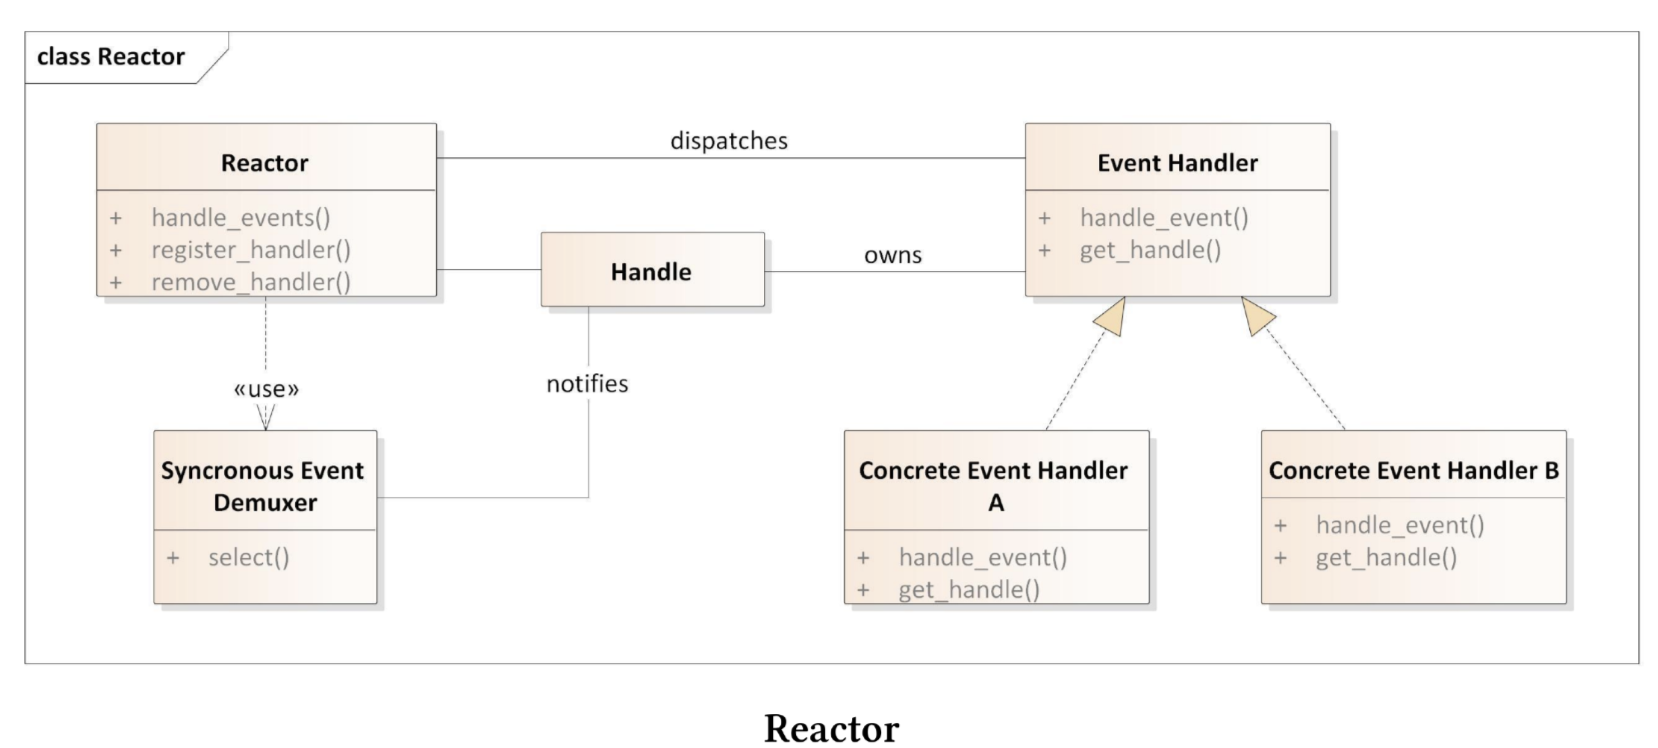 class Reactor
dispatches
Reactor
+ handle_events()
+ register_handler()
+ remove_handler()
Event Handler
+ handle_event()
+ get_handle()
Handle
owns
«use»
notifies
Syncronous Event
Demuxer
+ select()
Concrete Event Handler
A
+ handle_event()
+ get_handle()
Concrete Event Handler B
+ handle_event()
+ get_handle()
Reactor